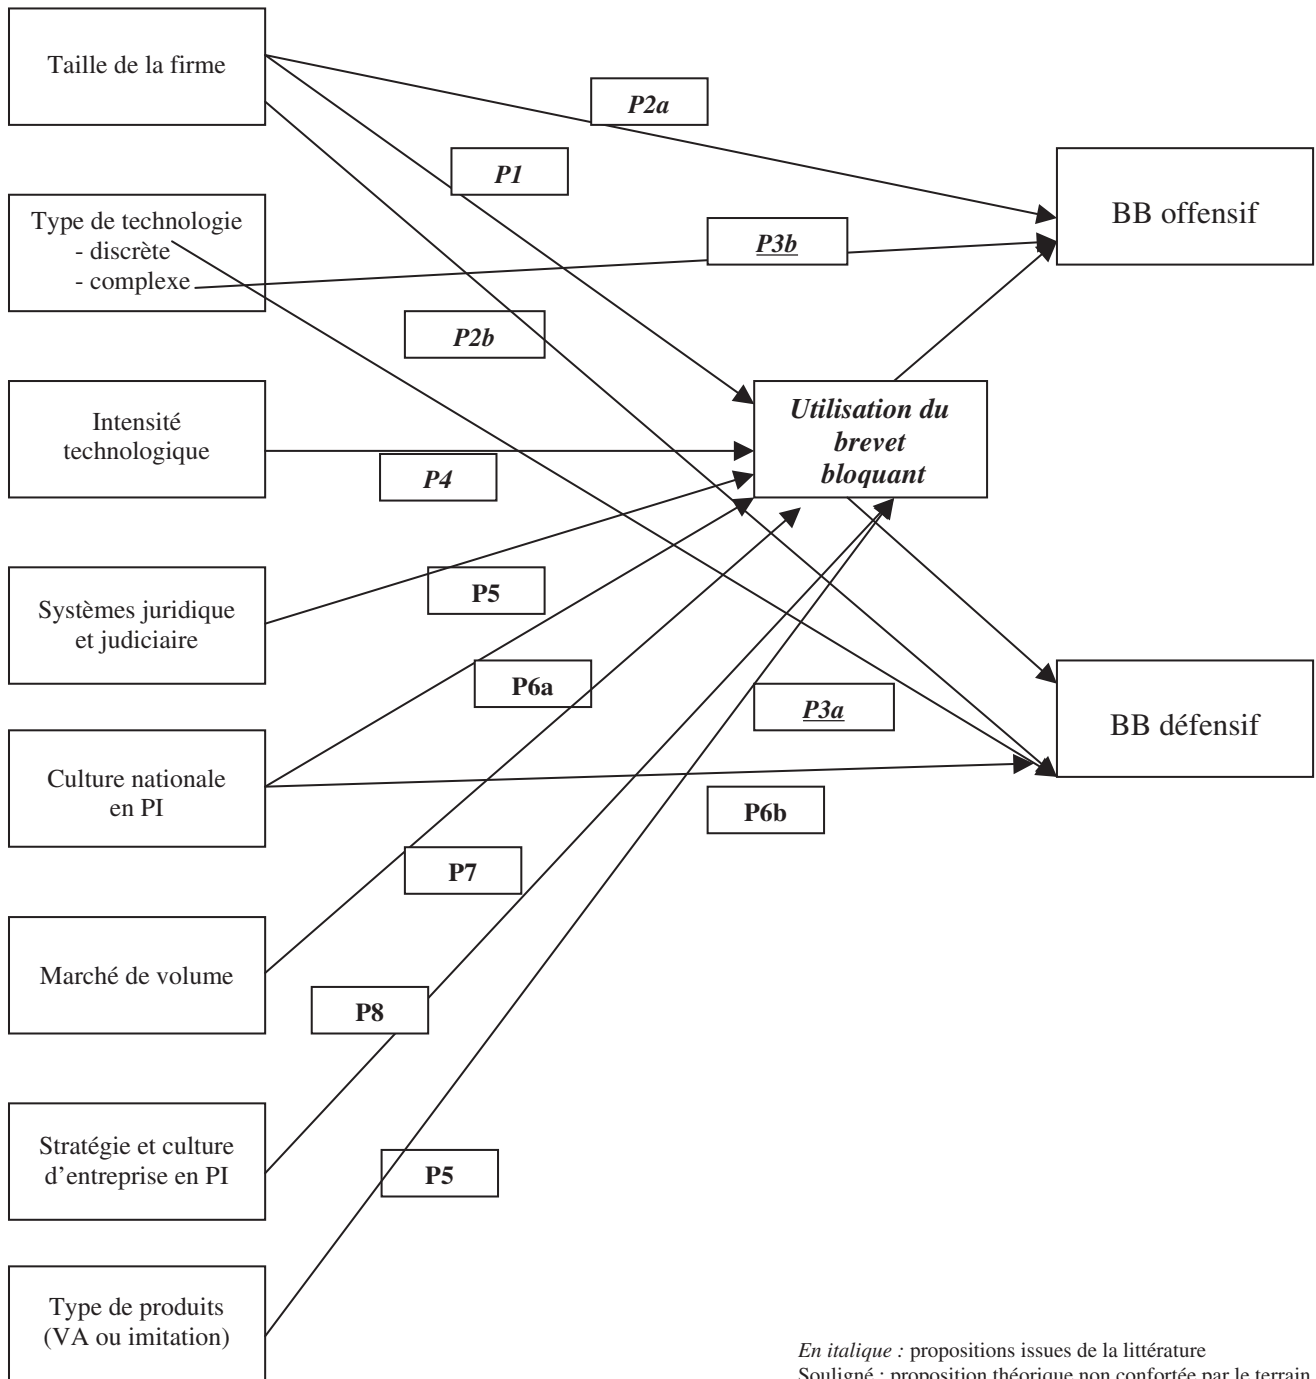 Taille de la firme
P2a
P1
BB offensif
Type de technologie
- discrète
- complexe
P3b
P2b
Utilisation du
brevet
bloquant
Intensité
technologique
P4
Systèmes juridique
et judiciaire
P5
P6a
P3a
BB défensif
Culture nationale
en PI
P6b
P7
Marché de volume
P8
Stratégie et culture
d’entreprise en PI
P5
Type de produits
(VA ou imitation)
En italique : propositions issues de la littérature
Souligné : proposition théorique non confortée par le terrain